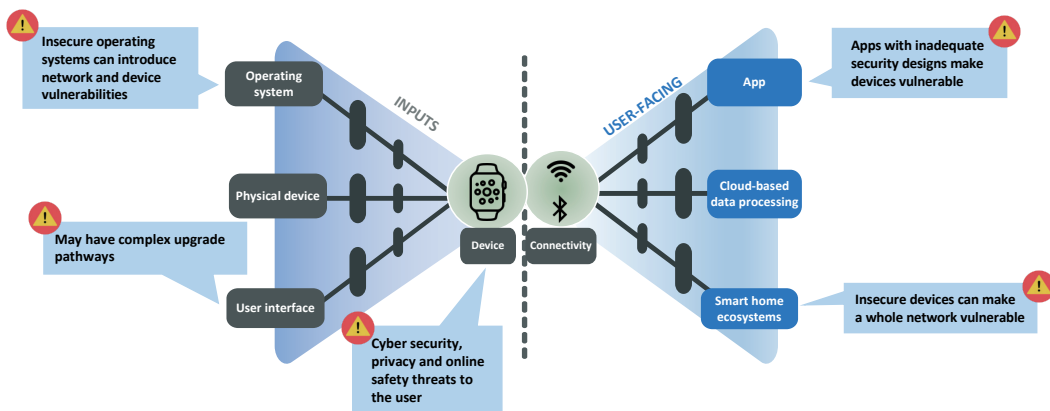 Insecure operating
systems can introduce
network and device
vulnerabilities
Operating
system
INPUTS
Physical device
May have complex upgrade
pathways
User interface
Device
Cyber security,
privacy and online
safety threats to
the user
Connectivity
USER-FACING
App
Apps with inadequate
security designs make
devices vulnerable
Cloud-based
data processing
Smart home
ecosystems
Insecure devices can make
a whole network vulnerable